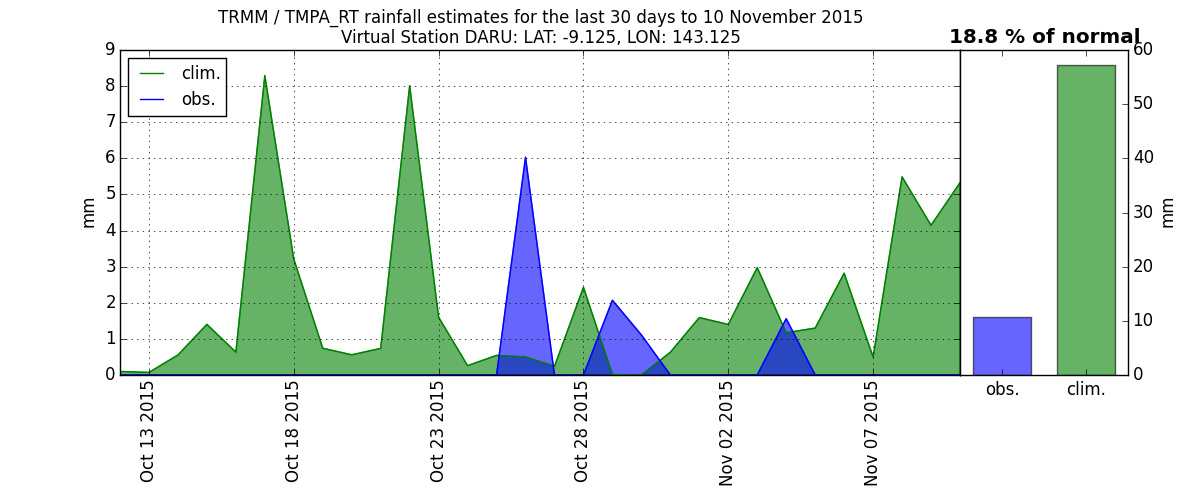 TRMM / TMPA_RT rainfall estimates for the last 30 days to 10 November 2015
Virtual Station DARU: LAT: -9.125, LON: 143.125
18.8 % of normal
clim.
obs.
9
8
7
6
5
4
3
2
1
0
mm
Oct 13 2015
Oct 18 2015
Oct 23 2015
Oct 28 2015
Nov 02 2015
Nov 07 2015
60
50
40
30
20
10
0
mm
obs.
clim.